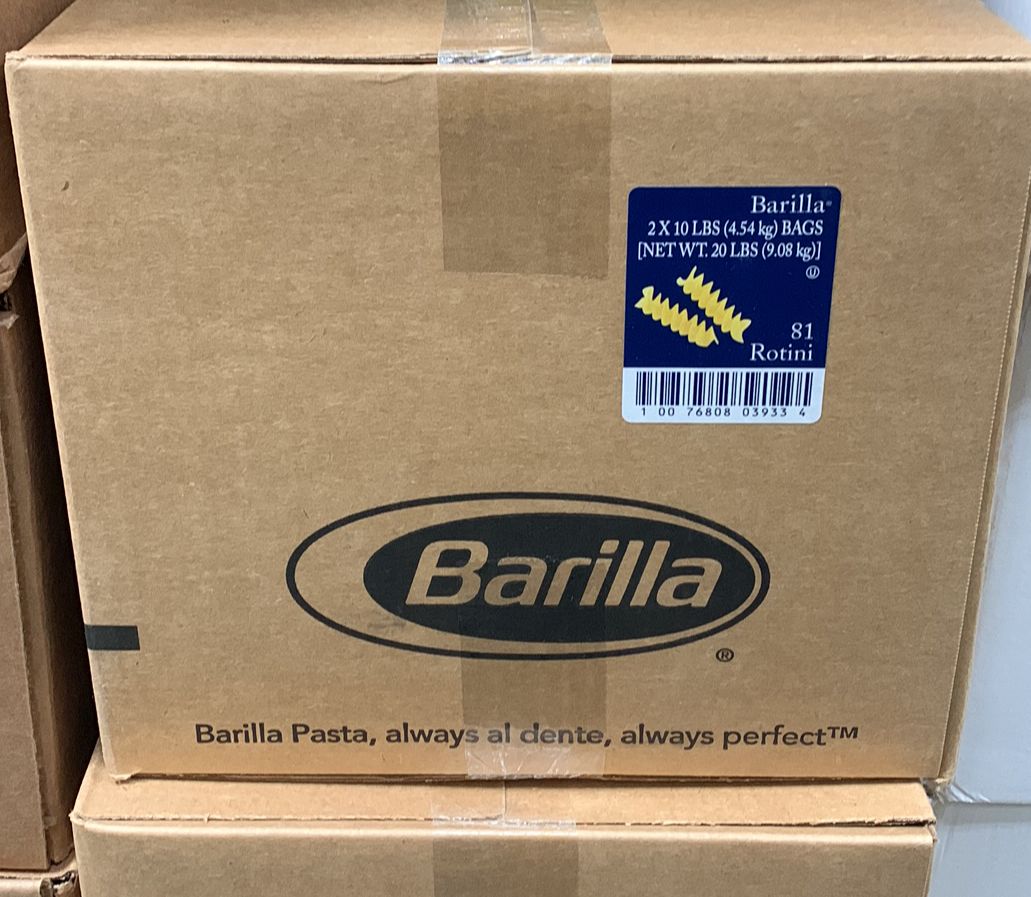 Barilla®
2 X 10 LBS (4.54 kg) BAGS
[NET WT. 20 LBS (9.08 kg)]
Ⓤ
81
Rotini
1 00 76808 03933 4
Barilla
®
Barilla Pasta, always al dente, always perfect™